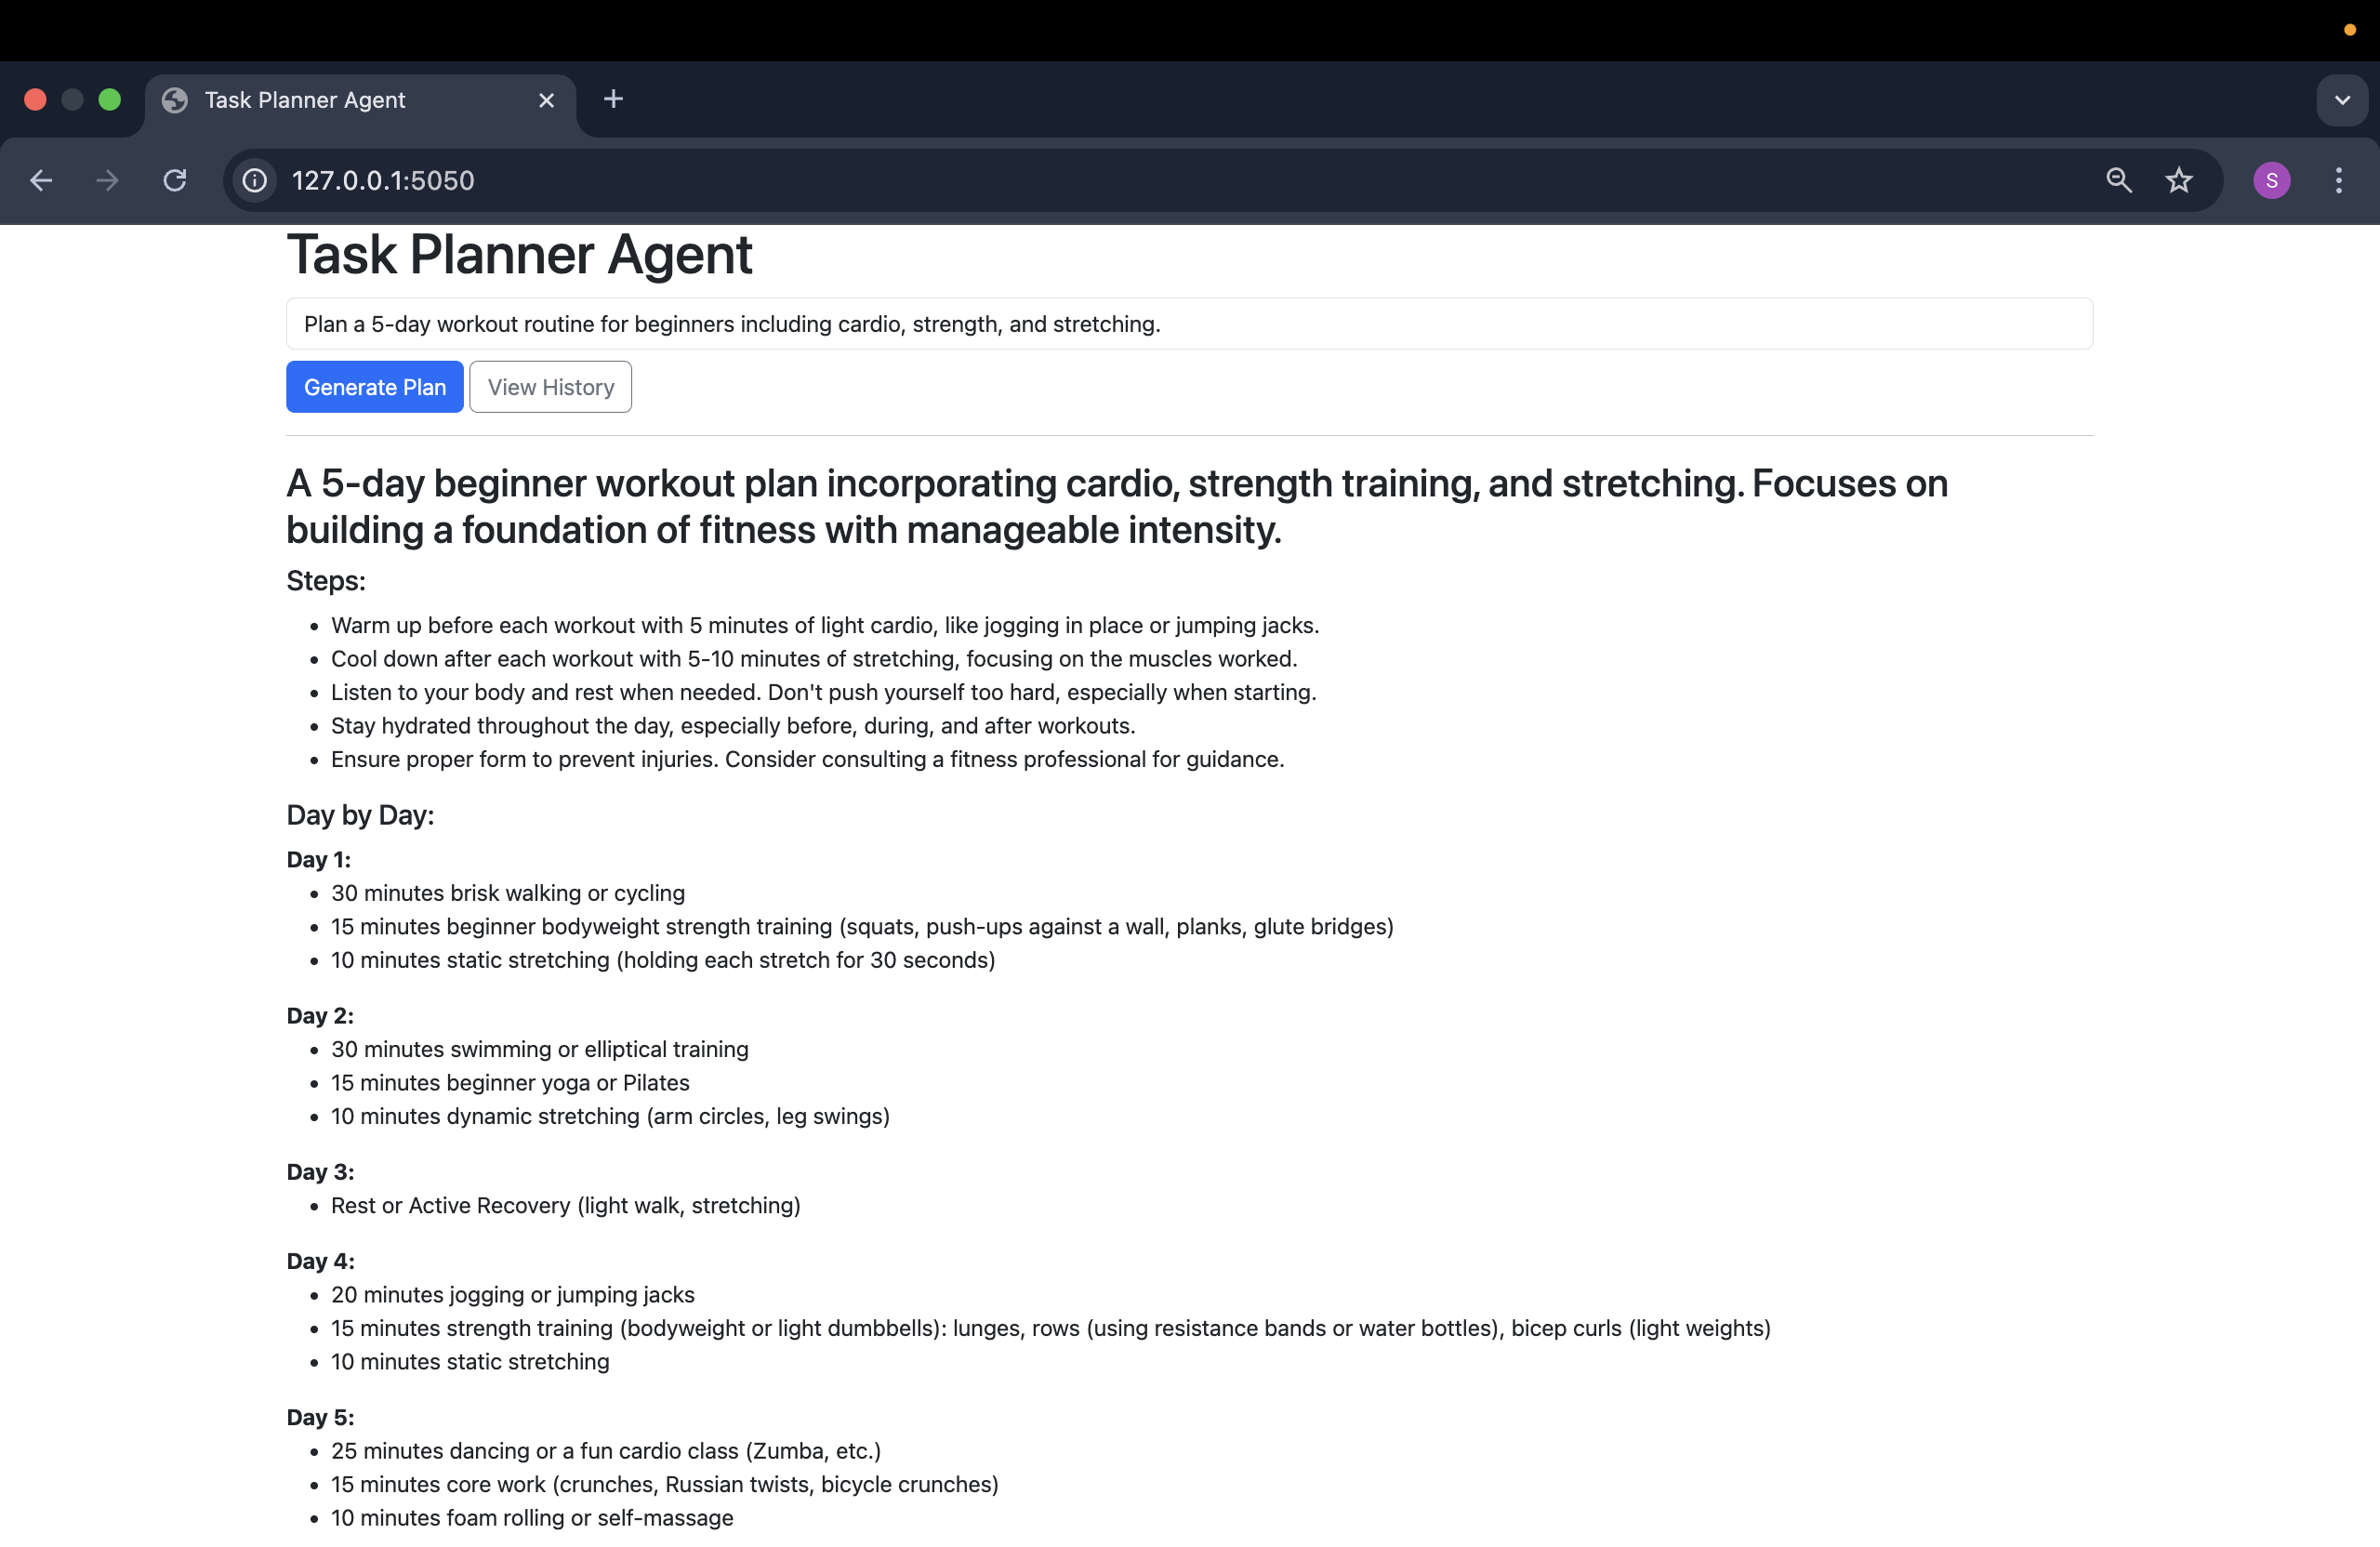 Task Planner Agent
127.0.0.1:5050
S
Task Planner Agent
Plan a 5-day workout routine for beginners including cardio, strength, and stretching.
Generate Plan View History
A 5-day beginner workout plan incorporating cardio, strength training, and stretching. Focuses on
building a foundation of fitness with manageable intensity.
Steps:
• Warm up before each workout with 5 minutes of light cardio, like jogging in place or jumping jacks.
• Cool down after each workout with 5-10 minutes of stretching, focusing on the muscles worked.
• Listen to your body and rest when needed. Don't push yourself too hard, especially when starting.
• Stay hydrated throughout the day, especially before, during, and after workouts.
• Ensure proper form to prevent injuries. Consider consulting a fitness professional for guidance.
Day by Day:
Day 1:
• 30 minutes brisk walking or cycling
• 15 minutes beginner bodyweight strength training (squats, push-ups against a wall, planks, glute bridges)
• 10 minutes static stretching (holding each stretch for 30 seconds)
Day 2:
• 30 minutes swimming or elliptical training
• 15 minutes beginner yoga or Pilates
• 10 minutes dynamic stretching (arm circles, leg swings)
Day 3:
• Rest or Active Recovery (light walk, stretching)
Day 4:
• 20 minutes jogging or jumping jacks
• 15 minutes strength training (bodyweight or light dumbbells): lunges, rows (using resistance bands or water bottles), bicep curls (light weights)
• 10 minutes static stretching
Day 5:
• 25 minutes dancing or a fun cardio class (Zumba, etc.)
• 15 minutes core work (crunches, Russian twists, bicycle crunches)
• 10 minutes foam rolling or self-massage